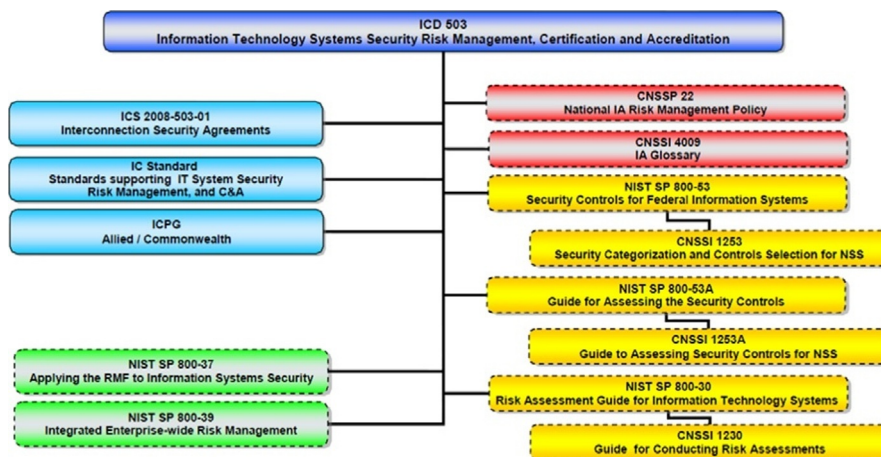 ICD 503
Information Technology Systems Security Risk Management, Certification and Accreditation
ICS 2008-503-01
Interconnection Security Agreements
IC Standard
Standards supporting IT System Security
Risk Management, and C&A
ICPG
Allied / Commonwealth
NIST SP 800-37
Applying the RMF to Information Systems Security
NIST SP 800-39
Integrated Enterprise-wide Risk Management
CNSSP 22
National IA Risk Management Policy
CNSSI 4009
IA Glossary
NIST SP 800-53
Security Controls for Federal Information Systems
CNSSI 1253
Security Categorization and Controls Selection for NSS
NIST SP 800-53A
Guide for Assessing the Security Controls
CNSSI 1253A
Guide to Assessing Security Controls for NSS
NIST SP 800-30
Risk Assessment Guide for Information Technology Systems
CNSSI 1230
Guide for Conducting Risk Assessments